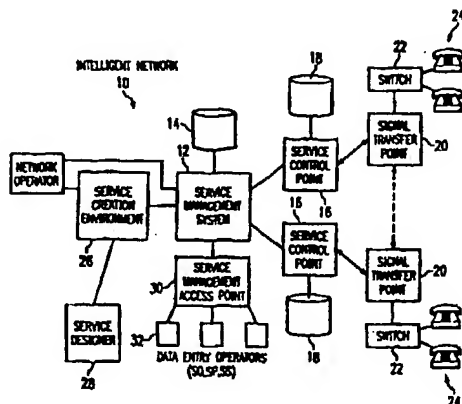 24
22
SWITCH
INTELLIGENT NETWORK
10
18
14
12
SERVICE
CONTROL
POINT
16
SIGNAL
TRANSFER
POINT
20
NETWORK
OPERATOR
SERVICE
CREATION
ENVIRONMENT
26
SERVICE
MANAGEMENT
SYSTEM
16
SERVICE
CONTROL
POINT
18
SIGNAL
TRANSFER
POINT
20
30
SERVICE
MANAGEMENT
ACCESS POINT
SERVICE
DESIGNER
28
32
DATA ENTRY OPERATORS
(SO,SP,SS)
SWITCH
22
24